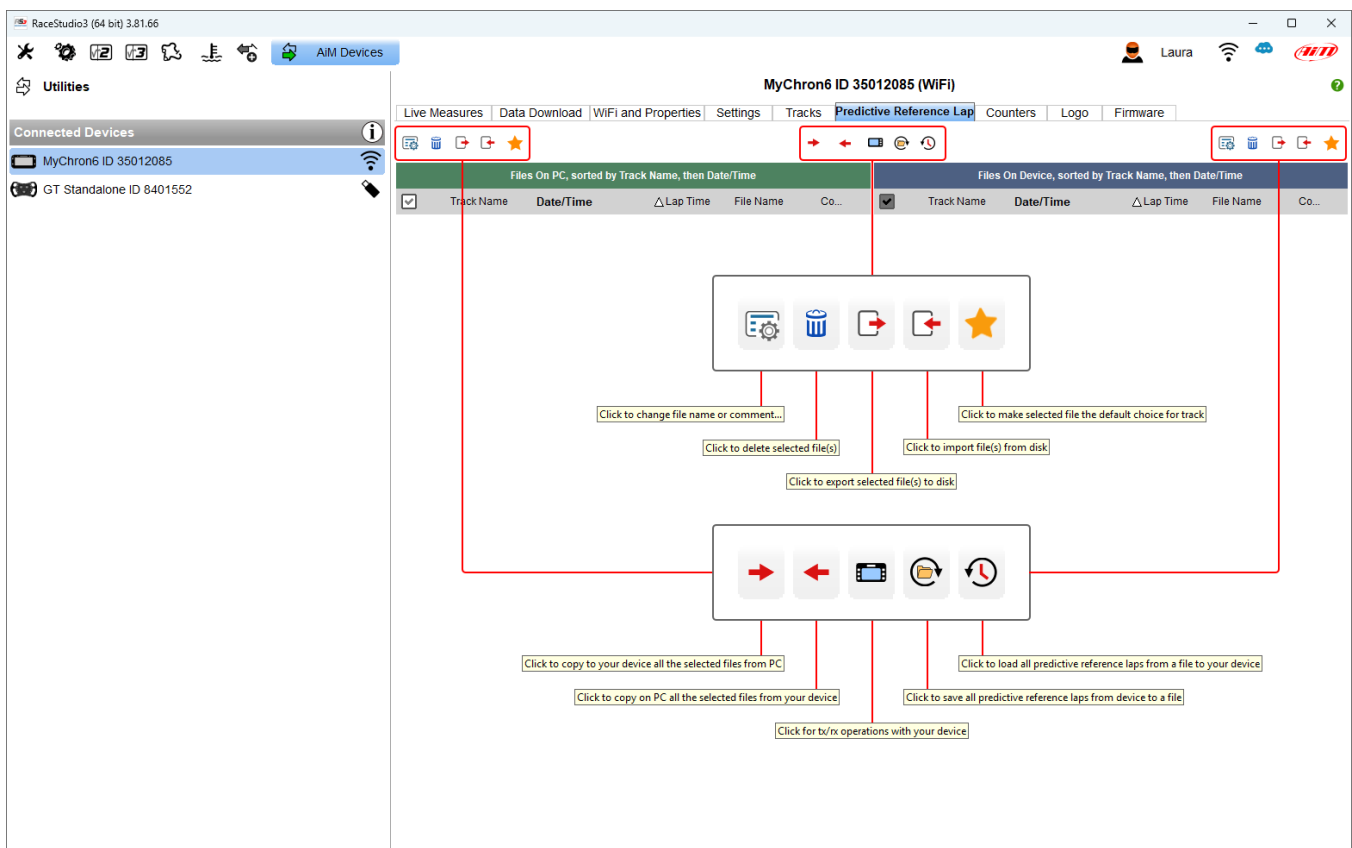 RaceStudio3 (64 bit) 3.81.66
AiM Devices
Laura
AiM
Utilities
MyChron6 ID 35012085 (WiFi)
Live Measures Data Download WiFi and Properties Settings Tracks Predictive Reference Lap Counters Logo Firmware
Connected Devices
MyChron6 ID 35012085
GT Standalone ID 8401552
Files On PC, sorted by Track Name, then Date/Time
Files On Device, sorted by Track Name, then Date/Time
Track Name Date/Time Lap Time File Name Co...
Track Name Date/Time Lap Time File Name Co...
Click to change file name or comment...
Click to make selected file the default choice for track
Click to delete selected file(s)
Click to import file(s) from disk
Click to export selected file(s) to disk
Click to copy to your device all the selected files from PC
Click to load all predictive reference laps from a file to your device
Click to copy on PC all the selected files from your device
Click to save all predictive reference laps from device to a file
Click for tx/rx operations with your device